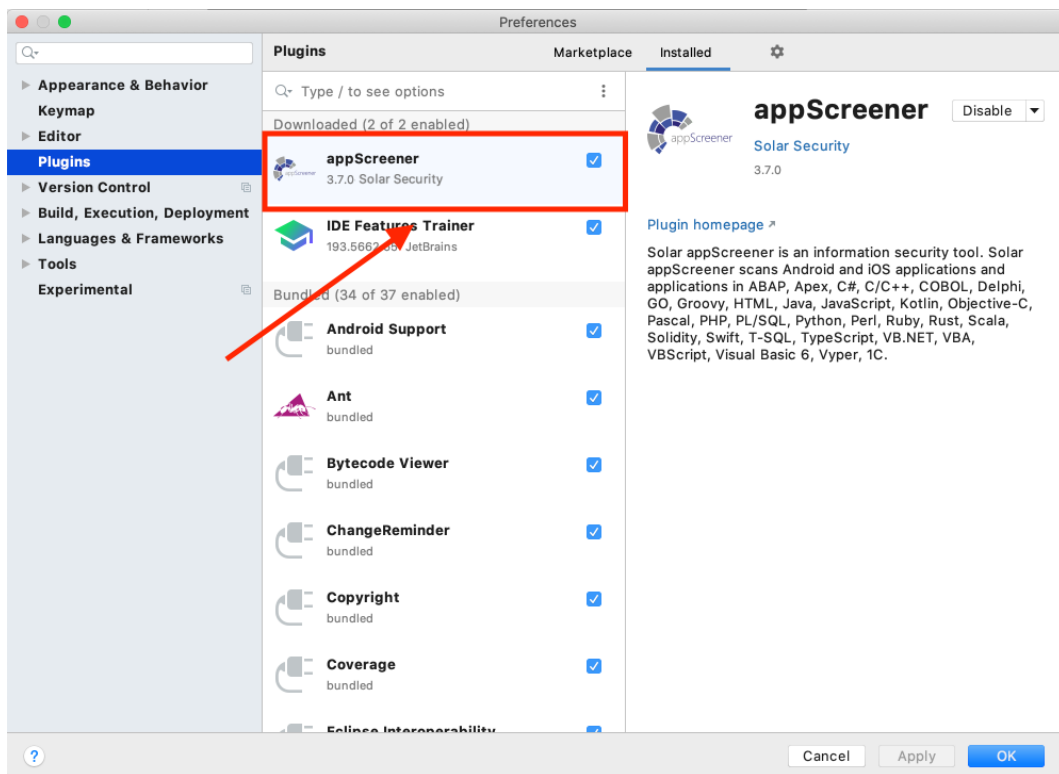 Preferences
Plugins
Marketplace
Installed
Appearance & Behavior
Keymap
Editor
Plugins
Version Control
Build, Execution, Deployment
Languages & Frameworks
Tools
Experimental
Type / to see options
Downloaded (2 of 2 enabled)
appScreener
3.7.0 Solar Security
IDE Features Trainer
JetBrains
Bundled (34 of 37 enabled)
Android Support
bundled
Ant
bundled
Bytecode Viewer
bundled
ChangeReminder
bundled
Copyright
bundled
Coverage
bundled
Eclipse Interoperability
appScreener
appScreener
Disable
Solar Security
3.7.0
Plugin homepage ↗
Solar appScreener is an information security tool. Solar
appScreener scans Android and iOS applications and
applications in ABAP, Apex, C#, C/C++, COBOL, Delphi,
GO, Groovy, HTML, Java, JavaScript, Kotlin, Objective-C,
Pascal, PHP, PL/SQL, Python, Perl, Ruby, Rust, Scala,
Solidity, Swift, T-SQL, TypeScript, VB.NET, VBA,
VBScript, Visual Basic 6, Vyper, 1C.
?
Cancel
Apply
OK